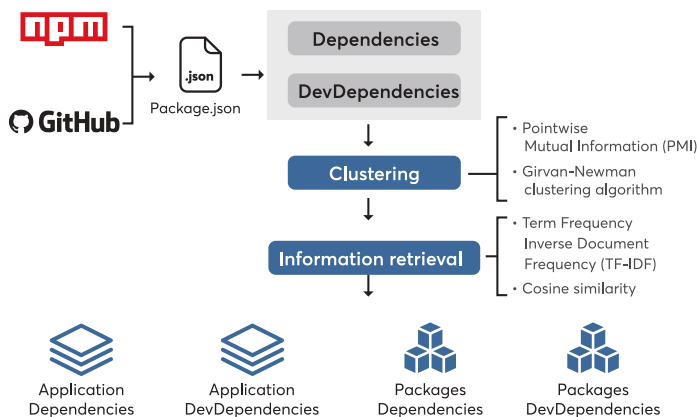 npm
GitHub
.json
Package.json
Dependencies
DevDependencies
Clustering
• Pointwise
Mutual Information (PMI)
• Girvan-Newman
clustering algorithm
Information retrieval
• Term Frequency
Inverse Document
Frequency (TF-IDF)
• Cosine similarity
Application
Dependencies
Application
DevDependencies
Packages
Dependencies
Packages
DevDependencies